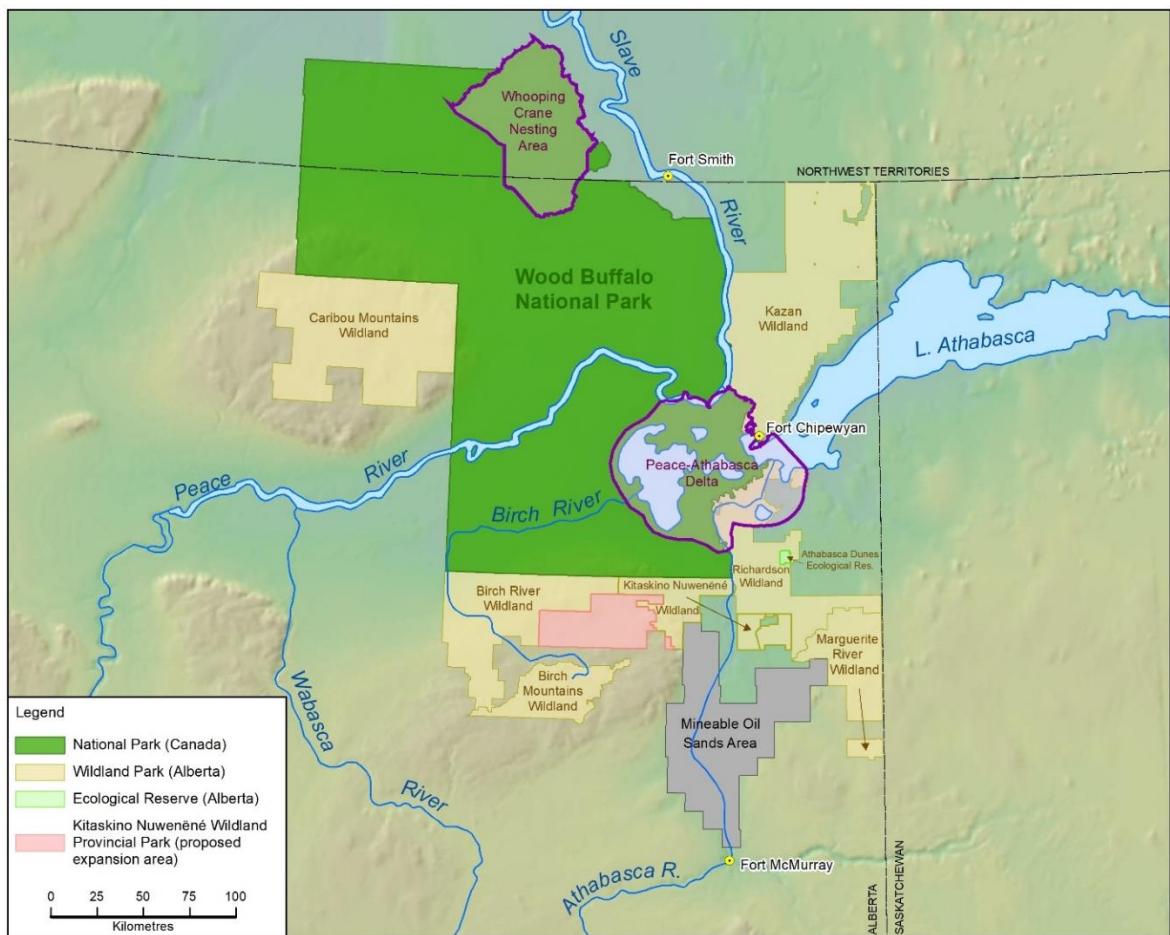 Slave
Whooping
Crane
Nesting
Area
Fort Smith
NORTHWEST TERRITORIES
River
Wood Buffalo
National Park
Caribou Mountains
Wildland
Kazan
Wildland
L. Athabasca
Fort Chipewyan
Peace-Athabasca
Delta
Peace
River
Birch River
Athabasca Dunes
Ecological Res.
Richardson
Wildland
Kitaskino Nuwenëné
Wildland
Birch River
Wildland
Marguerite
River
Wildland
Birch
Mountains
Wildland
Wabasca
River
Mineable Oil
Sands Area
Fort McMurray
Athabasca R.
ALBERTA
SASKATCHEWAN
Legend
National Park (Canada)
Wildland Park (Alberta)
Ecological Reserve (Alberta)
Kitaskino Nuwenëné Wildland
Provincial Park (proposed
expansion area)
0 25 50 75 100
Kilometres